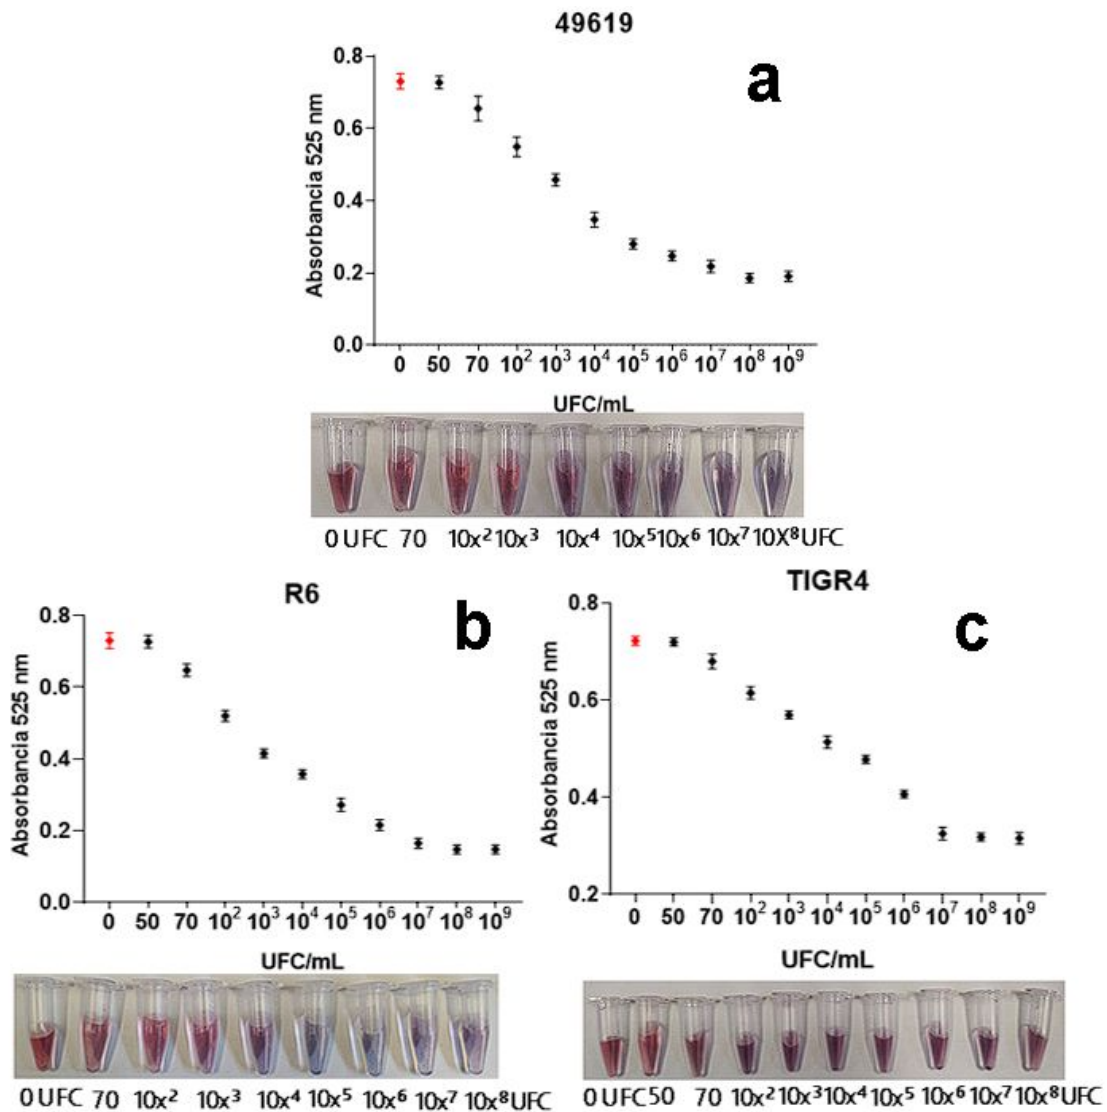 49619
a
Absorbancia 525 nm
0.8
0.6
0.4
0.2
0.0
0 50 70 10² 10³ 10⁴ 10⁵ 10⁶ 10⁷ 10⁸ 10⁹
UFC/mL
0 UFC 70 10x² 10x³ 10x⁴ 10x⁵ 10x⁶ 10x⁷ 10X⁸UFC
R6
b
Absorbancia 525 nm
0.8
0.6
0.4
0.2
0.0
0 50 70 10² 10³ 10⁴ 10⁵ 10⁶ 10⁷ 10⁸ 10⁹
UFC/mL
0 UFC 70 10x² 10x³ 10x⁴ 10x⁵ 10x⁶ 10x⁷ 10x⁸UFC
TIGR4
c
Absorbancia 525 nm
0.8
0.6
0.4
0.2
0 50 70 10² 10³ 10⁴ 10⁵ 10⁶ 10⁷ 10⁸ 10⁹
UFC/mL
0 UFC 50 70 10x² 10x³ 10x⁴ 10x⁵ 10x⁶ 10x⁷ 10x⁸UFC